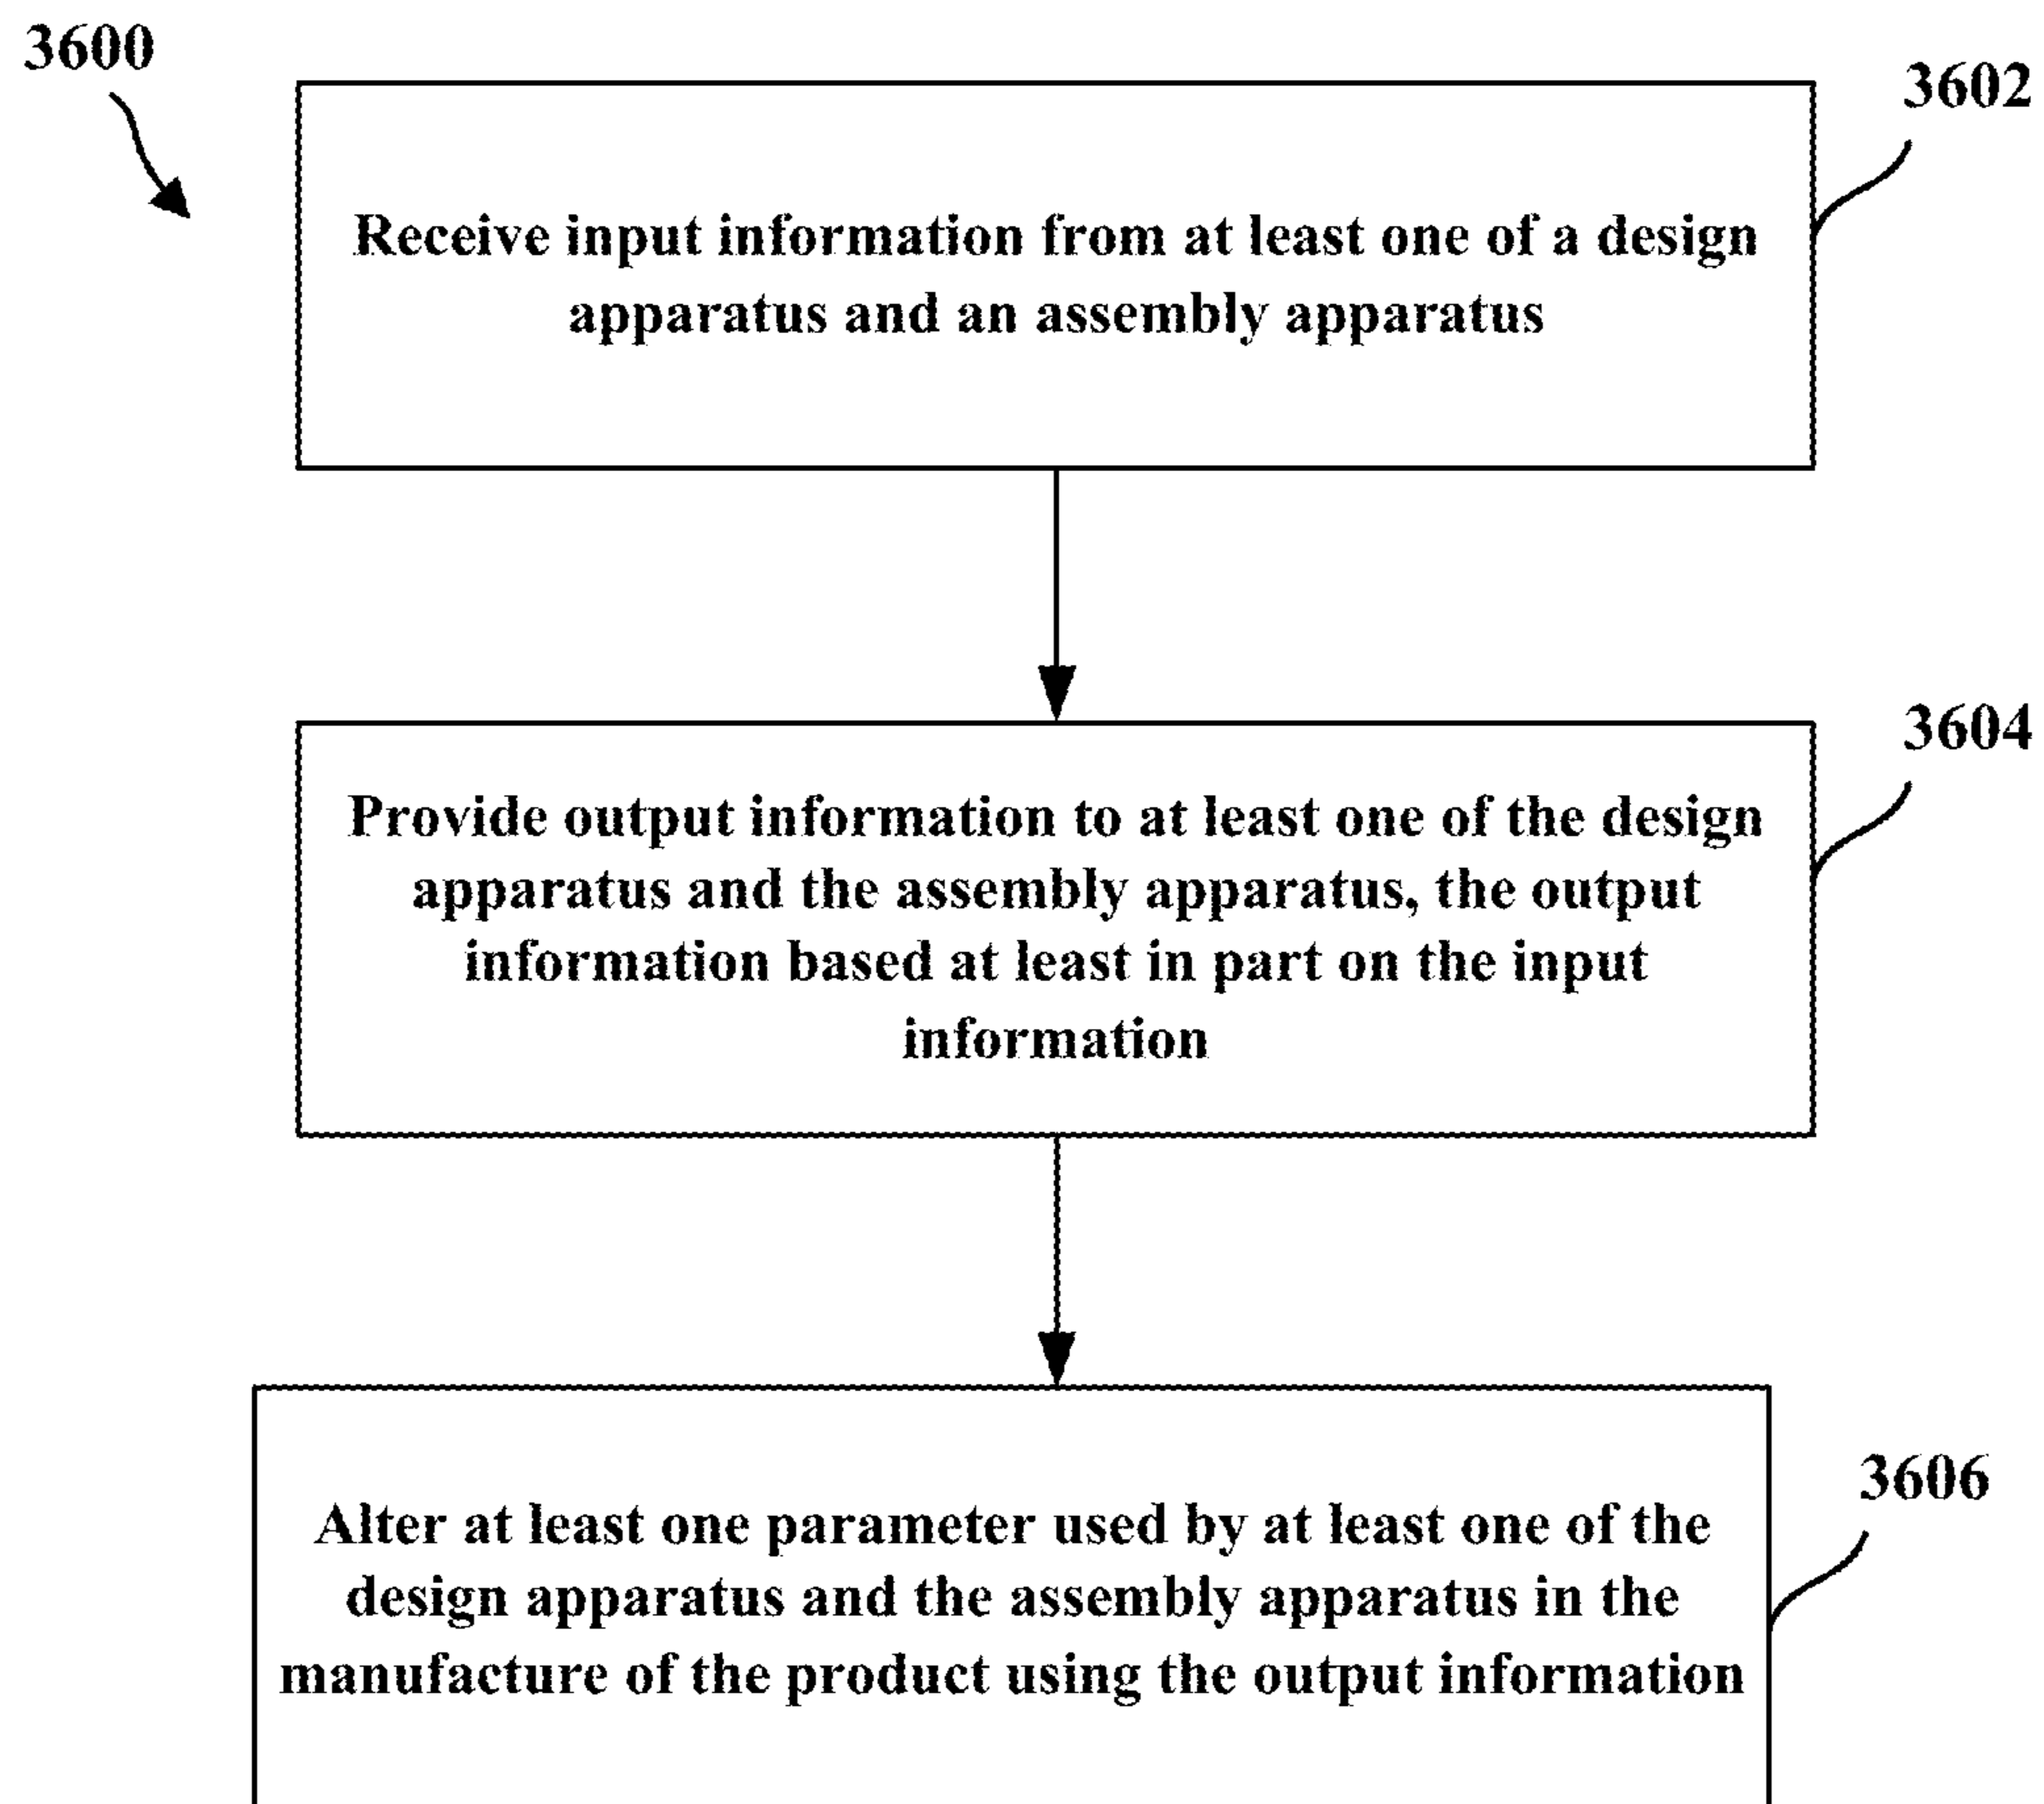 3600
3602
Receive input information from at least one of a design
apparatus and an assembly apparatus
3604
Provide output information to at least one of the design
apparatus and the assembly apparatus, the output
information based at least in part on the input
information
3606
Alter at least one parameter used by at least one of the
design apparatus and the assembly apparatus in the
manufacture of the product using the output information